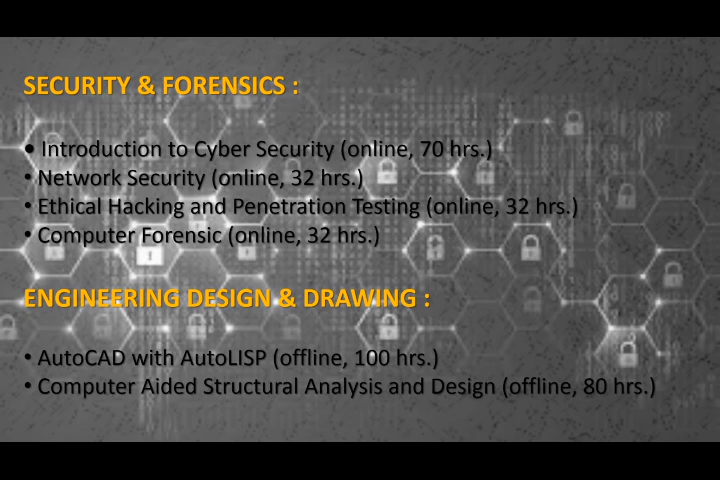 SECURITY & FORENSICS :
• Introduction to Cyber Security (online, 70 hrs.)
• Network Security (online, 32 hrs.)
• Ethical Hacking and Penetration Testing (online, 32 hrs.)
• Computer Forensic (online, 32 hrs.)
ENGINEERING DESIGN & DRAWING :
• AutoCAD with AutoLISP (offline, 100 hrs.)
• Computer Aided Structural Analysis and Design (offline, 80 hrs.)